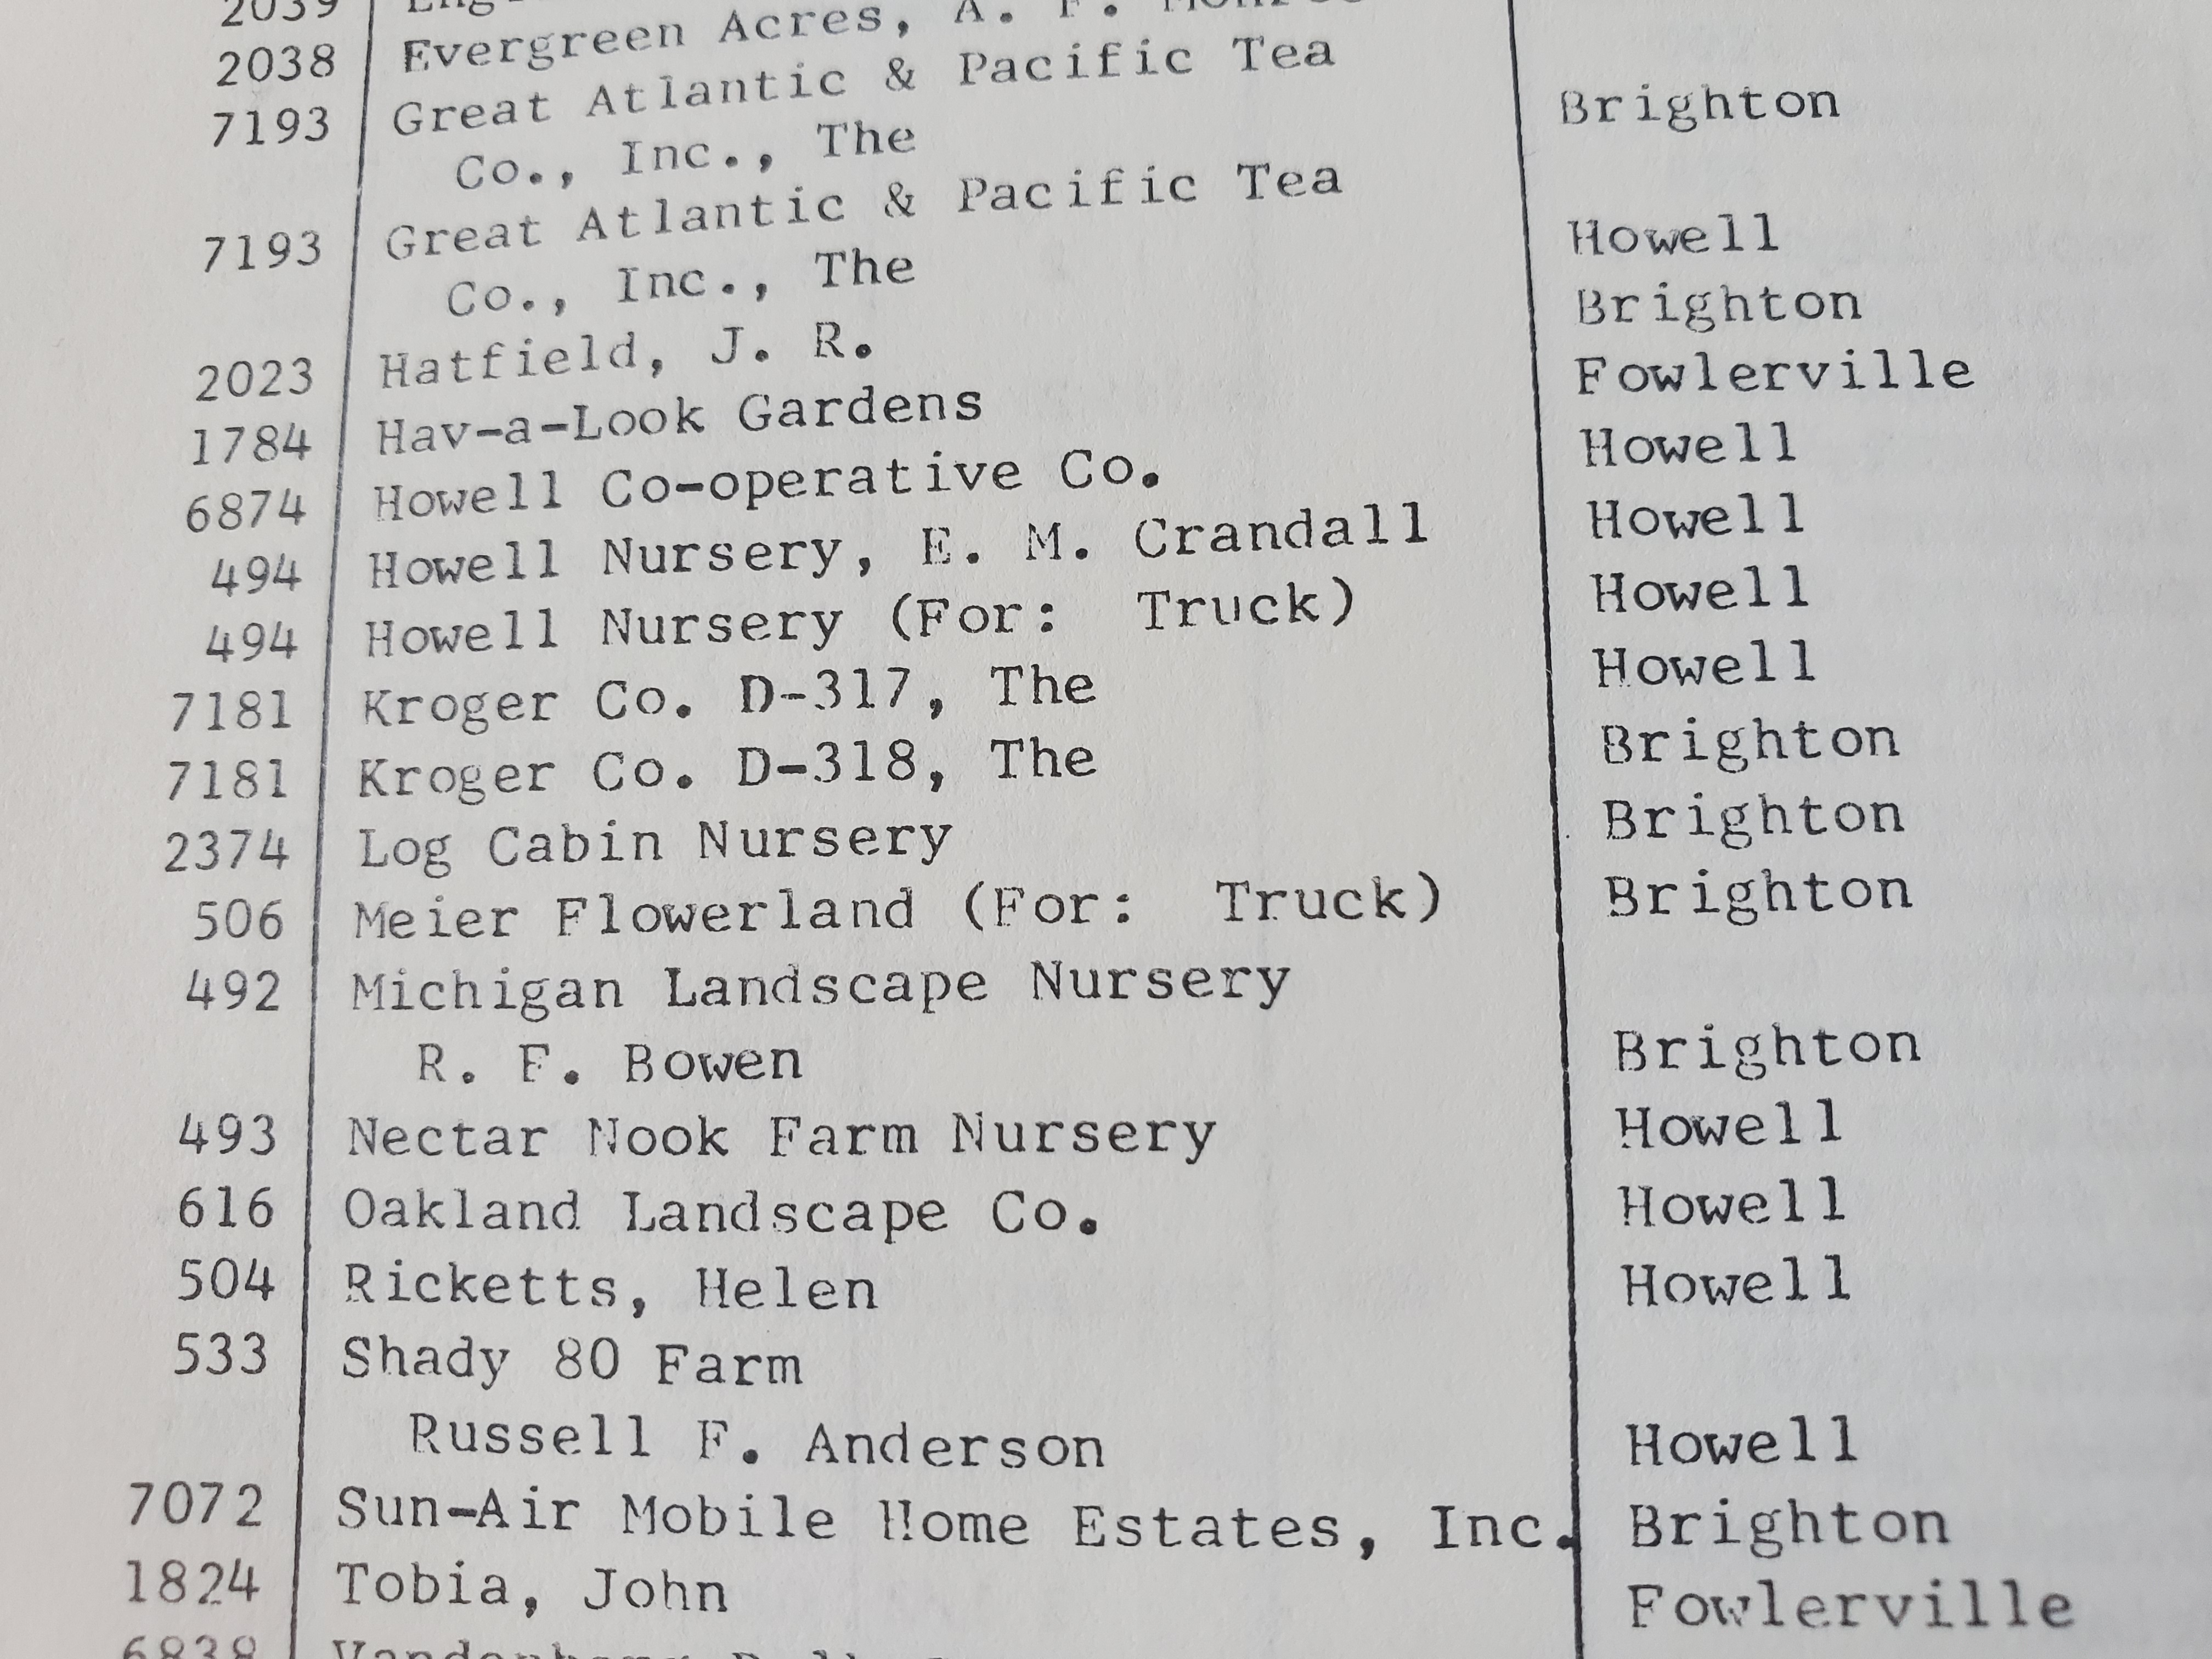 2039
2038 Evergreen Acres, A. F.
7193 Great Atlantic & Pacific Tea
Co., Inc., The Brighton
7193 Great Atlantic & Pacific Tea
Co., Inc., The Howell
2023 Hatfield, J. R. Brighton
1784 Hav-a-Look Gardens Fowlerville
6874 Howell Co-operative Co. Howell
494 Howell Nursery, E. M. Crandall Howell
494 Howell Nursery (For: Truck) Howell
7181 Kroger Co. D-317, The Howell
7181 Kroger Co. D-318, The Brighton
2374 Log Cabin Nursery Brighton
506 Meier Flowerland (For: Truck) Brighton
492 Michigan Landscape Nursery
R. F. Bowen Brighton
493 Nectar Nook Farm Nursery Howell
616 Oakland Landscape Co. Howell
504 Ricketts, Helen Howell
533 Shady 80 Farm
Russell F. Anderson Howell
7072 Sun-Air Mobile Home Estates, Inc. Brighton
1824 Tobia, John Fowlerville